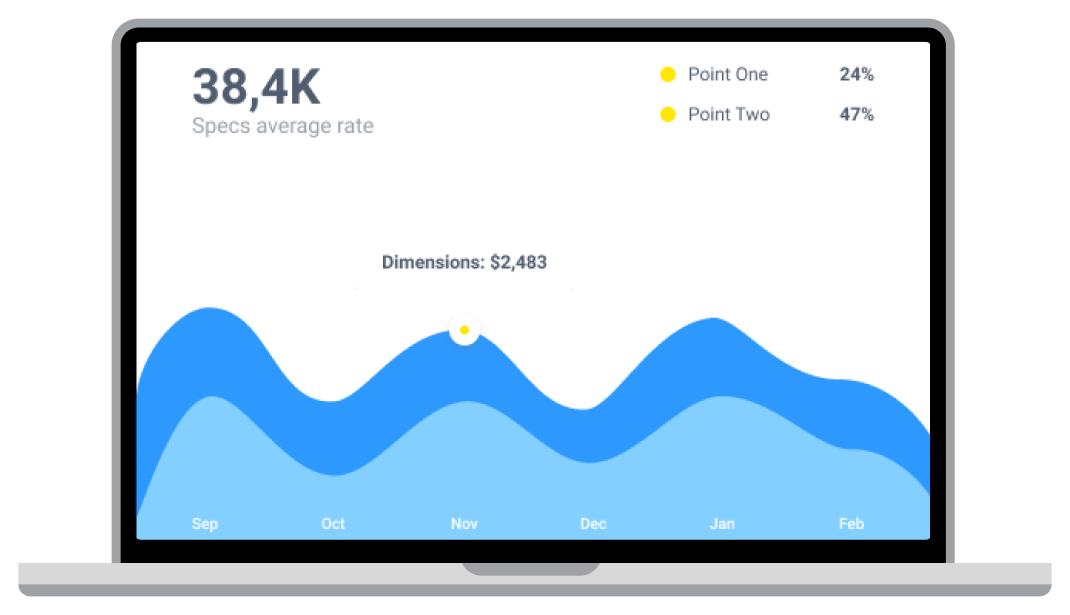 38,4K
Specs average rate
Point One 24%
Point Two 47%
Dimensions: $2,483
Sep Oct Nov Dec Jan Feb